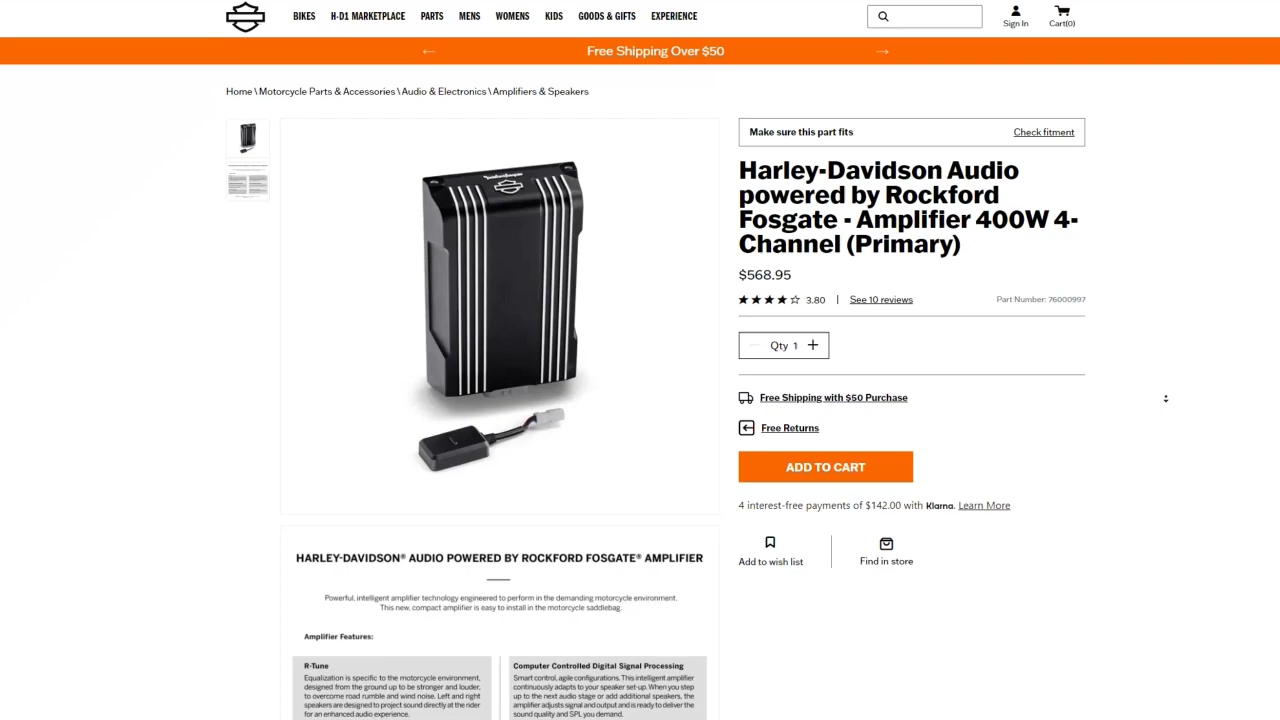 BIKES H-D1 MARKETPLACE PARTS MENS WOMENS KIDS GOODS & GIFTS EXPERIENCE
Sign In Cart(0)
← Free Shipping Over $50 →
Home \ Motorcycle Parts & Accessories \ Audio & Electronics \ Amplifiers & Speakers
Make sure this part fits Check fitment
Harley-Davidson Audio
powered by Rockford
Fosgate - Amplifier 400W 4-
Channel (Primary)
$568.95
3.80 | See 10 reviews Part Number: 76000997
Qty 1 +
Free Shipping with $50 Purchase
Free Returns
ADD TO CART
4 interest-free payments of $142.00 with Klarna. Learn More
Add to wish list Find in store
HARLEY-DAVIDSON® AUDIO POWERED BY ROCKFORD FOSGATE® AMPLIFIER
Powerful, intelligent amplifier technology engineered to perform in the demanding motorcycle environment.
This new, compact amplifier is easy to install in the motorcycle saddlebag.
Amplifier Features:
R-Tune
Equalization is specific to the motorcycle environment,
designed from the ground up to be stronger and louder,
to overcome road rumble and wind noise. Left and right
speakers are designed to project sound directly at the rider
for an enhanced audio experience.
Computer Controlled Digital Signal Processing
Smart control, agile configurations. This intelligent amplifier
continuously adapts to your speaker set-up. When you step
up to the next audio stage or add additional speakers, the
amplifier adjusts signal and output and is ready to deliver the
sound quality and SPL you demand.